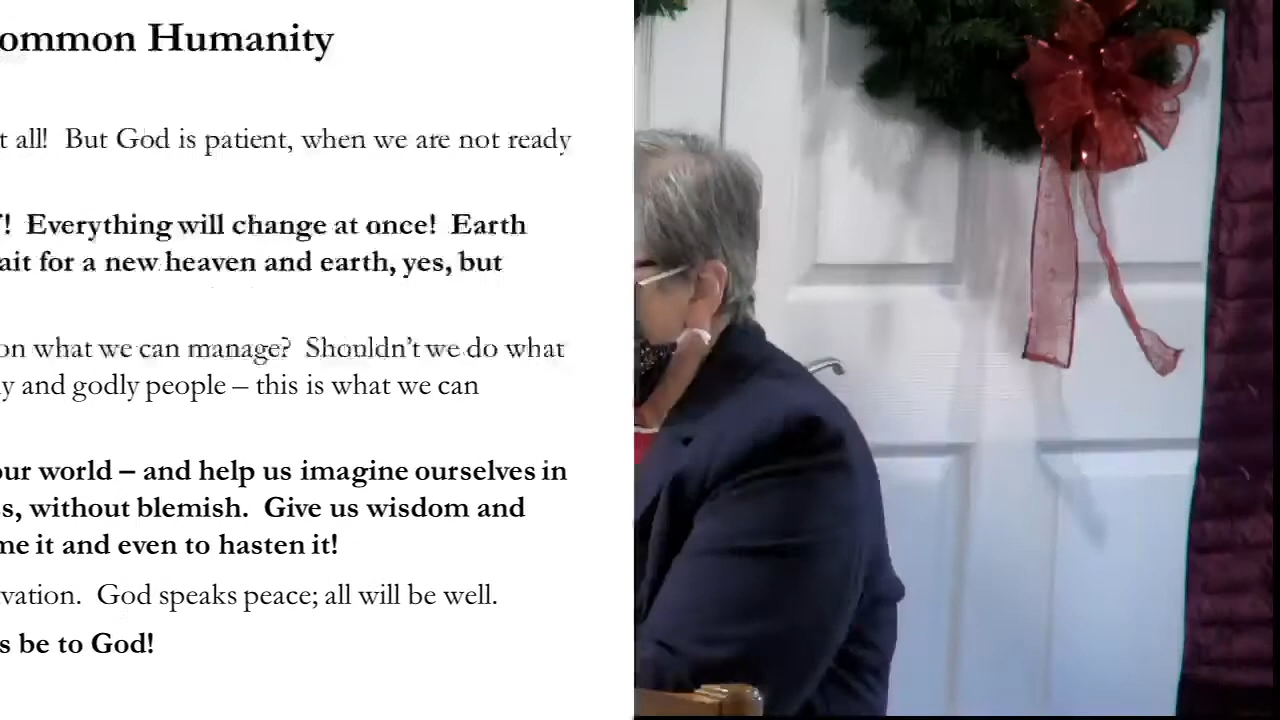 ommon Humanity
t all!  But God is patient, when we are not ready
! Everything will change at once!  Earth
ait for a new heaven and earth, yes, but
on what we can manage?  Shouldn't we do what
y and godly people – this is what we can
our world – and help us imagine ourselves in
s, without blemish.  Give us wisdom and
me it and even to hasten it!
vation.  God speaks peace; all will be well.
s be to God!